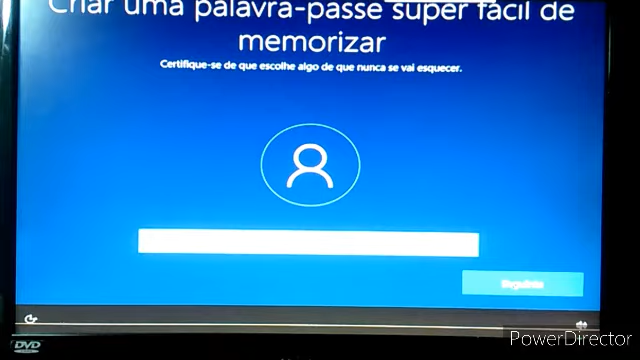 Criar uma palavra-passe super fácil de
memorizar
Certifique-se de que escolhe algo de que nunca se vai esquecer.
Seguinte
DVD
PowerDirector